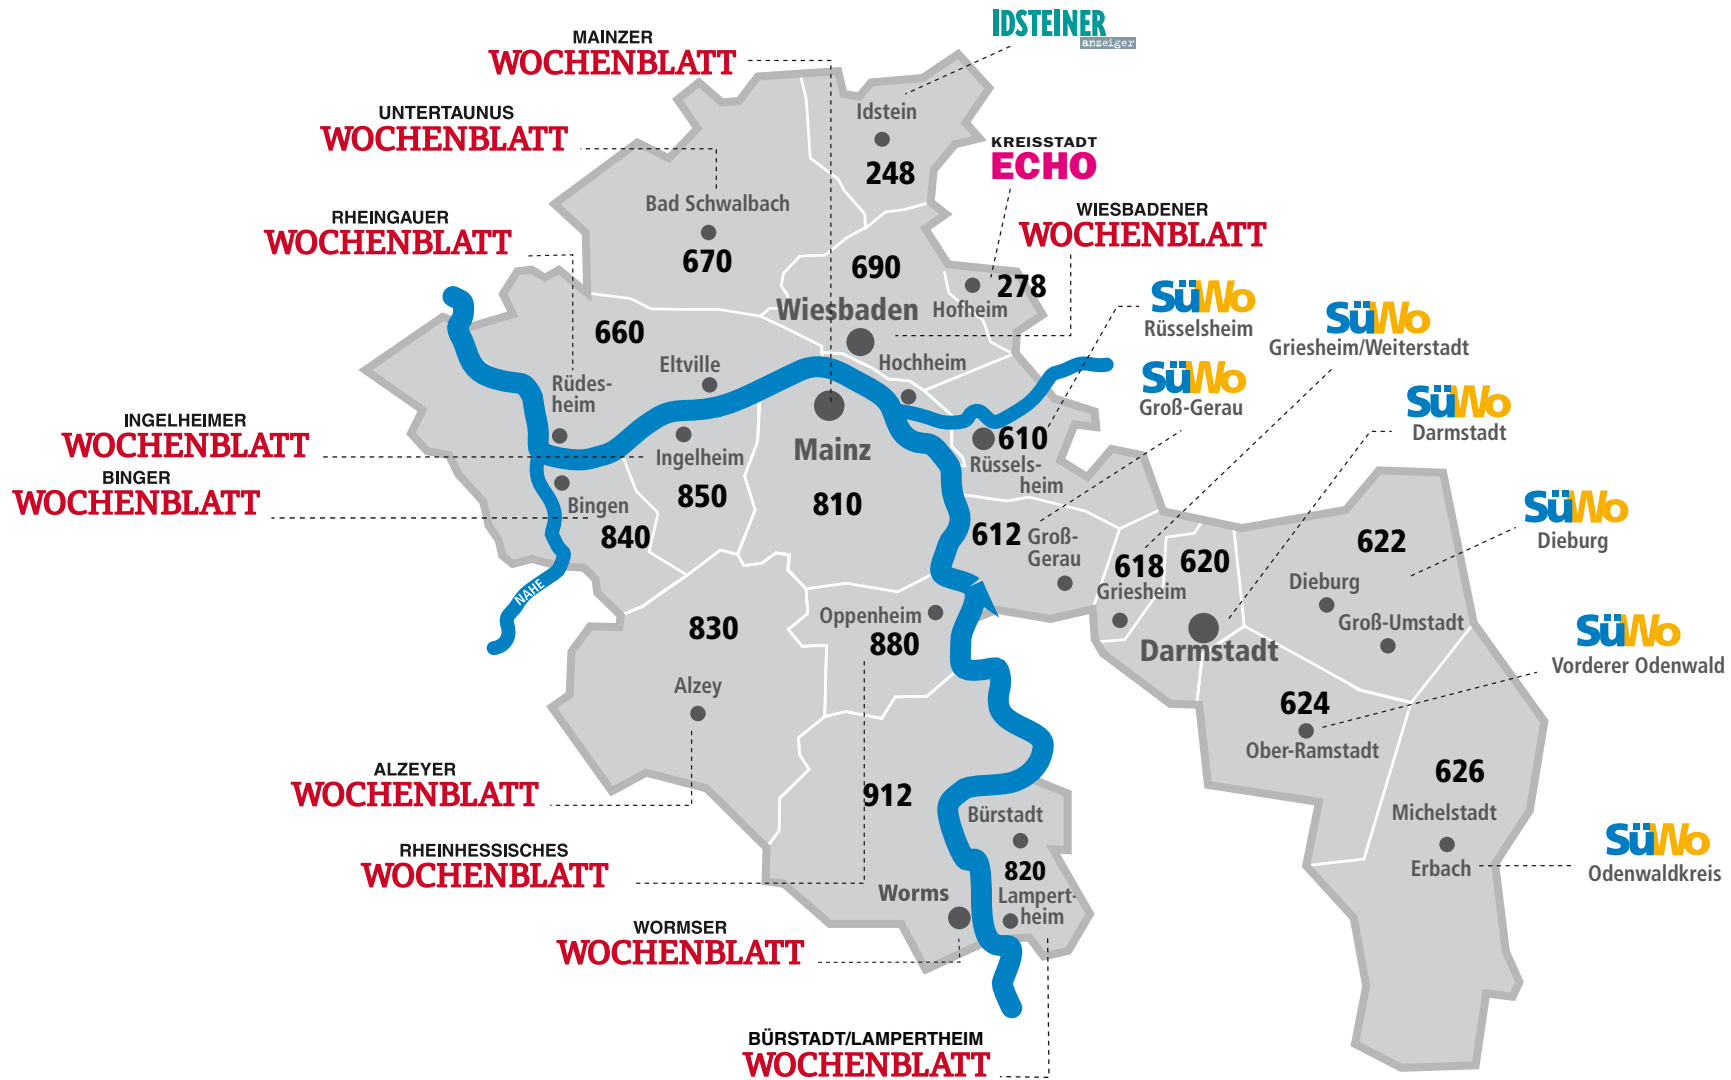 IDSTEINER
anzeiger
MAINZER
WOCHENBLATT
UNTERTAUNUS
WOCHENBLATT
Idstein
248
KREISSTADT
ECHO
Bad Schwalbach
670
RHEINGAUER
WOCHENBLATT
WIESBADENER
WOCHENBLATT
690
Wiesbaden
278
Hofheim
SüWo
Rüsselsheim
SüWo
Griesheim/Weiterstadt
660
Eltville
Hochheim
Rüdes-
heim
SüWo
Groß-Gerau
SüWo
Darmstadt
INGELHEIMER
WOCHENBLATT
Mainz
610
Rüssels-
heim
Ingelheim
850
810
BINGER
WOCHENBLATT
Bingen
840
612
Groß-
Gerau
618
Griesheim
620
622
SüWo
Dieburg
Dieburg
Groß-Umstadt
NAHE
830
Oppenheim
880
Darmstadt
SüWo
Vorderer Odenwald
Alzey
624
Ober-Ramstadt
ALZEYER
WOCHENBLATT
912
626
Michelstadt
Bürstadt
Erbach
SüWo
Odenwaldkreis
RHEINHESSISCHES
WOCHENBLATT
820
Lampert-
heim
Worms
WORMSER
WOCHENBLATT
BÜRSTADT/LAMPERTHEIM
WOCHENBLATT